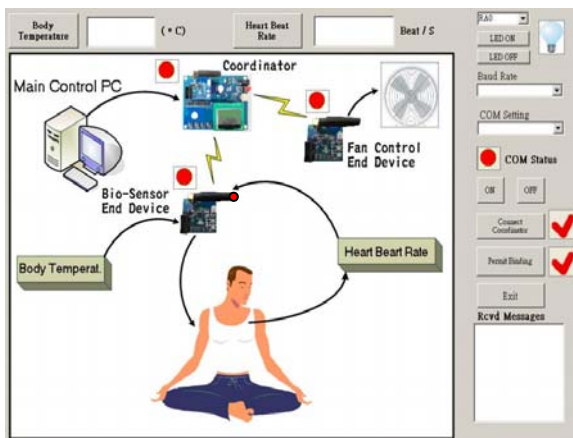 Body
Temperature
( ° C)
Heart Beat
Rate
Beat / S
RA0
LED ON
LED OFF
Baud Rate
COM Setting
COM Status
ON
OFF
Connect
Coordinator
Permit Binding
Exit
Rcvd Messages
Main Control PC
Coordinator
Fan Control
End Device
Bio-Sensor
End Device
Body Temperat.
Heart Beart Rate